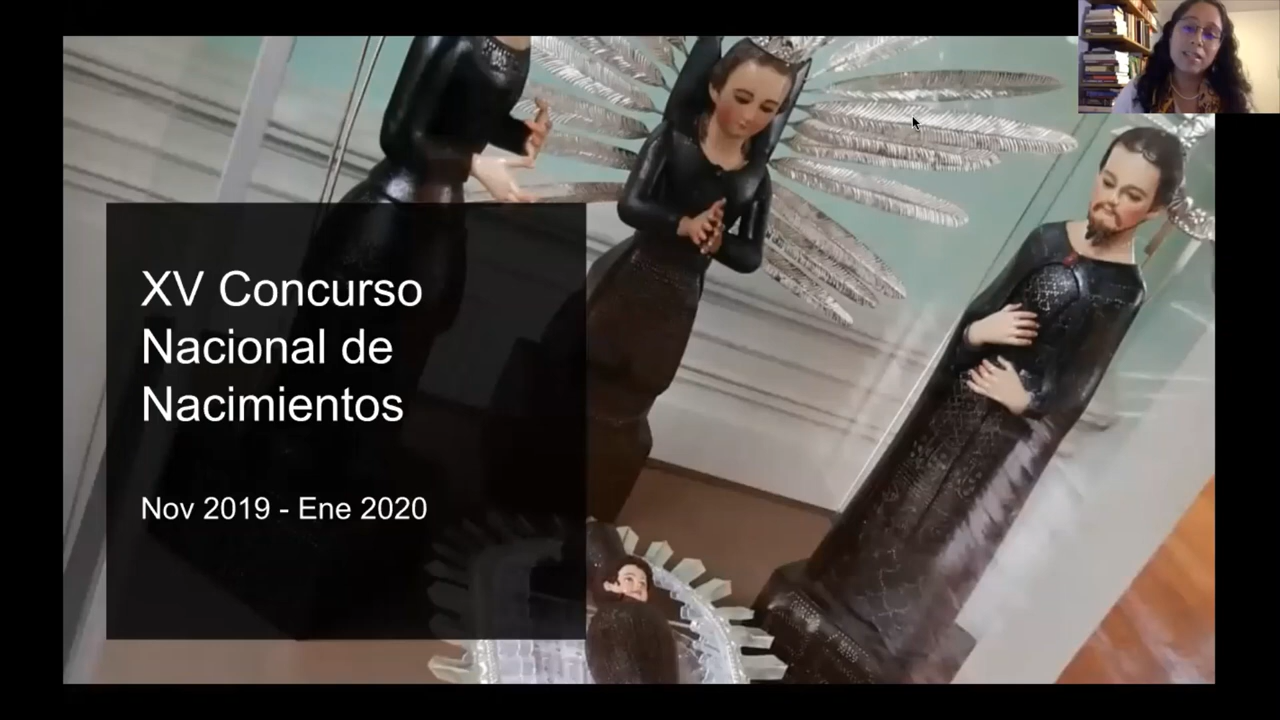 XV Concurso
Nacional de
Nacimientos
Nov 2019 - Ene 2020